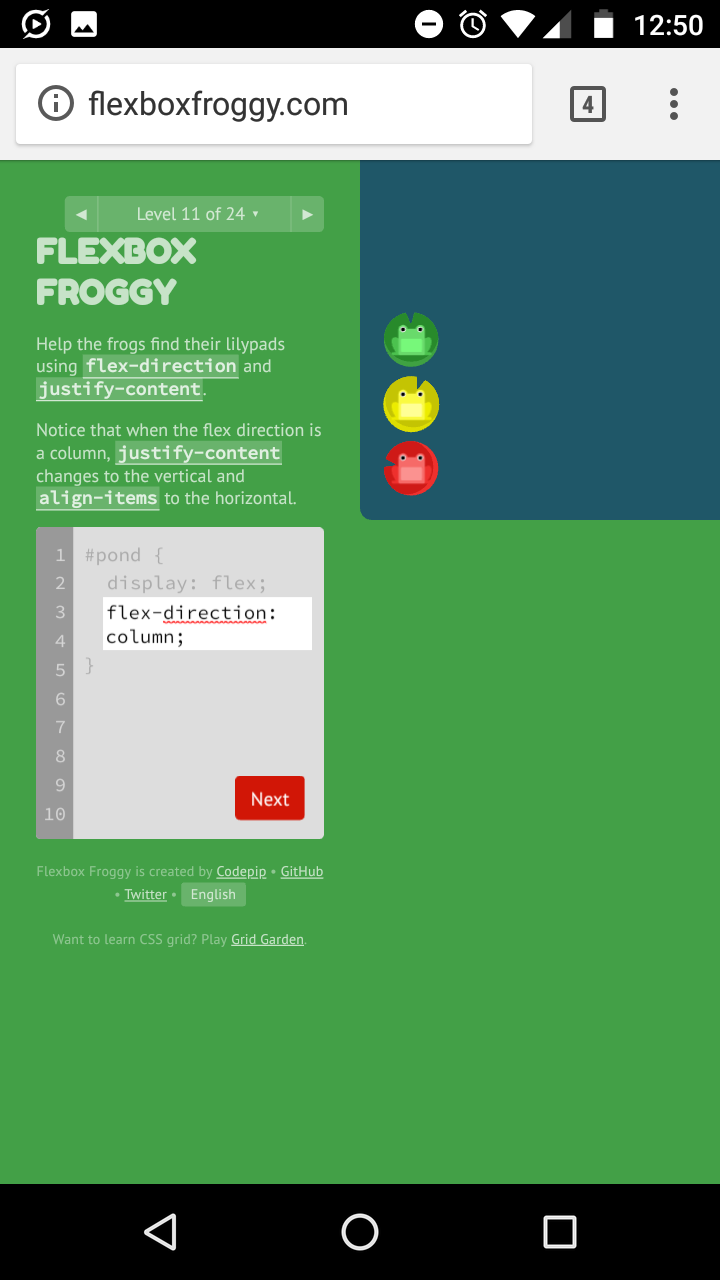 12:50
flexboxfroggy.com
4
◀ Level 11 of 24 ▾ ▶
FLEXBOX
FROGGY
Help the frogs find their lilypads
using flex-direction and
justify-content.
Notice that when the flex direction is
a column, justify-content
changes to the vertical and
align-items to the horizontal.
1 #pond {
2 display: flex;
3 flex-direction:
4 column;
5 }
6
7
8
9
10
Next
Flexbox Froggy is created by Codepip • GitHub
• Twitter • English
Want to learn CSS grid? Play Grid Garden.